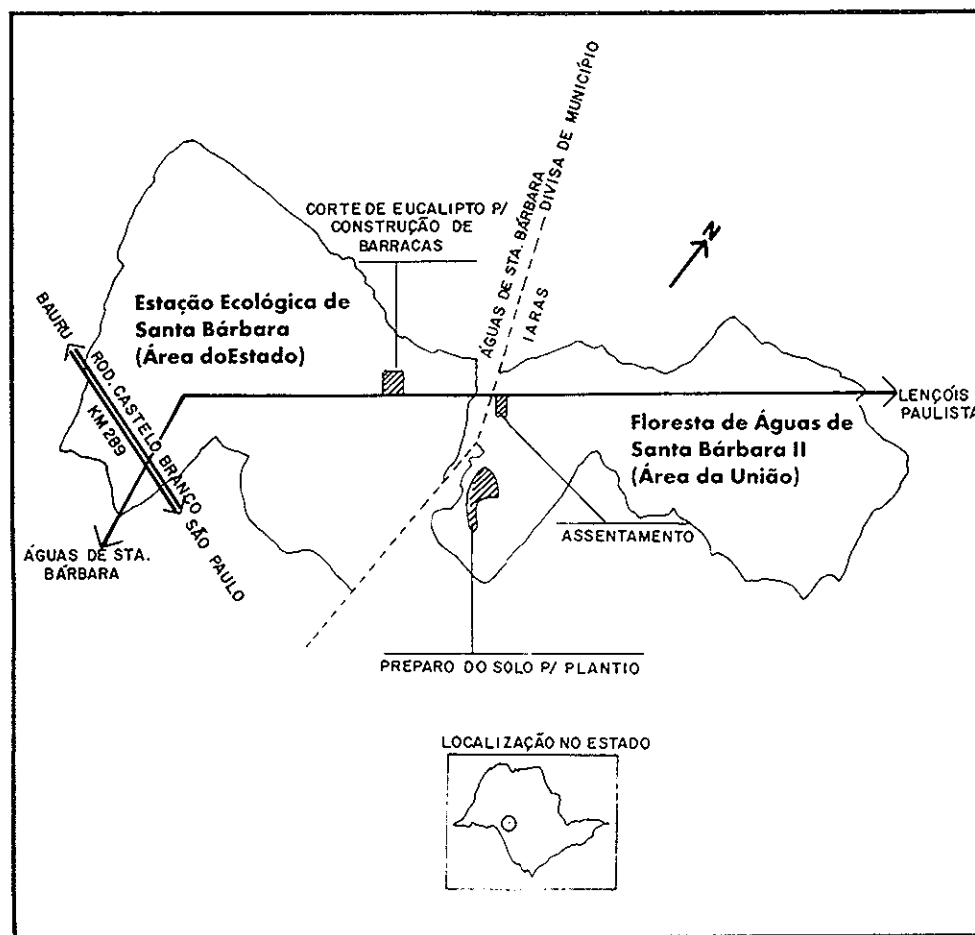 CORTE DE EUCALIPTO P/
CONSTRUÇÃO DE
BARRACAS
ÁGUAS DE STA. BÁRBARA
DIVISA DE MUNICÍPIO
IARAS
N
Estação Ecológica de
Santa Bárbara
(Área doEstado)
BAURU
ROD. CASTELO BRANCO
KM 289
SÃO PAULO
ÁGUAS DE STA.
BÁRBARA
LENÇÓIS
PAULISTA
Floresta de Águas de
Santa Bárbara II
(Área da União)
ASSENTAMENTO
PREPARO DO SOLO P/ PLANTIO
LOCALIZAÇÃO NO ESTADO